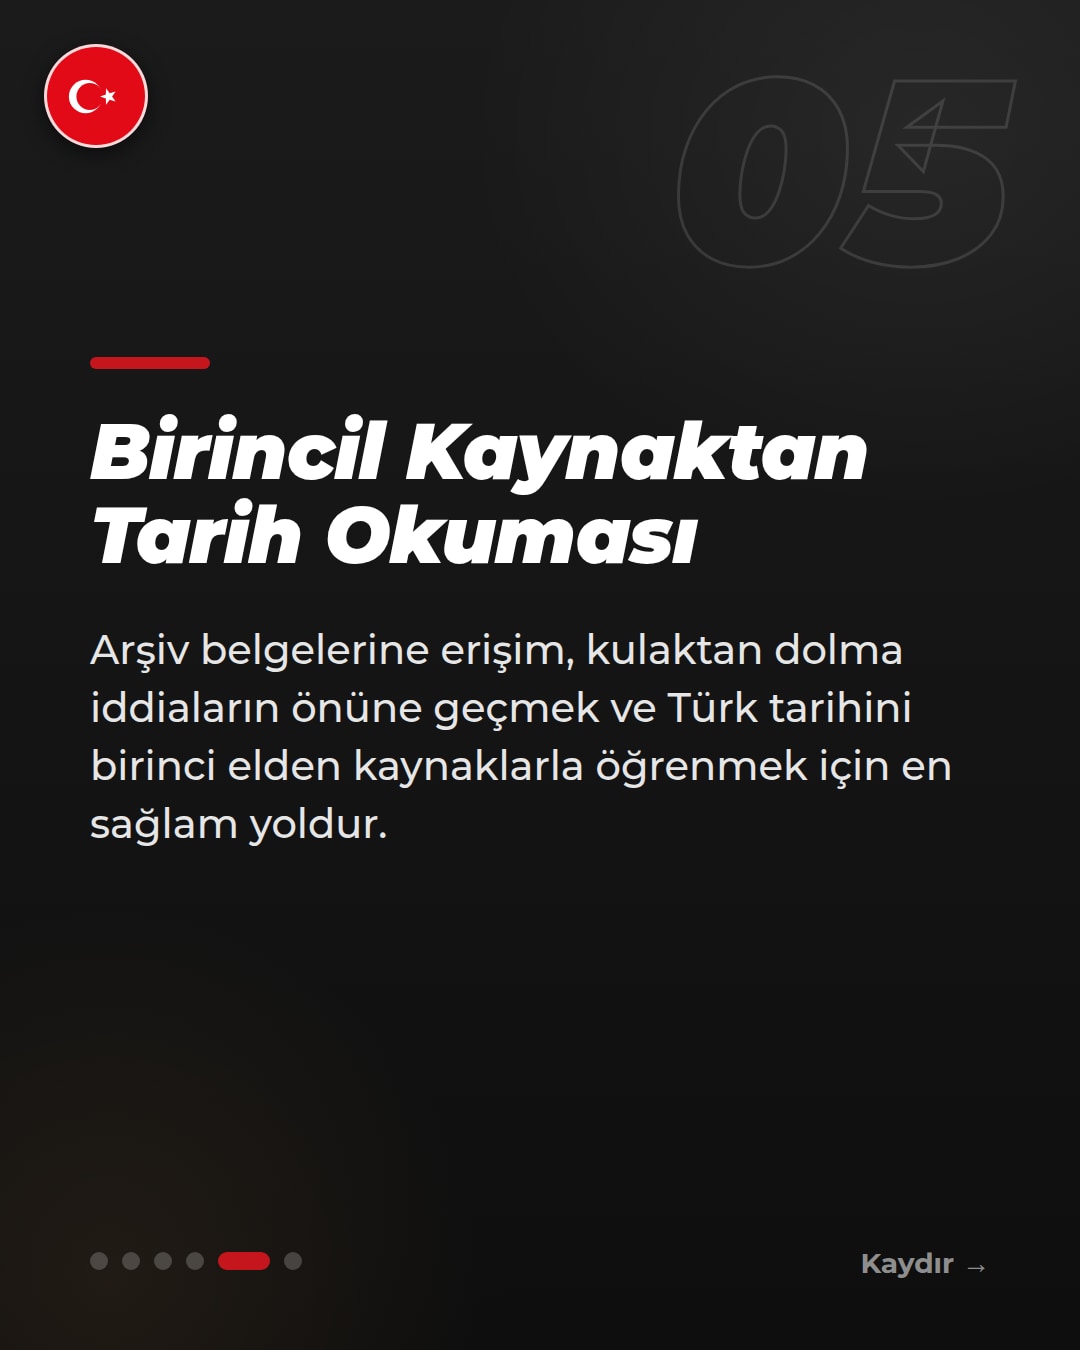 05
Birincil Kaynaktan
Tarih Okuması
Arşiv belgelerine erişim, kulaktan dolma
iddiaların önüne geçmek ve Türk tarihini
birinci elden kaynaklarla öğrenmek için en
sağlam yoldur.
Kaydır →